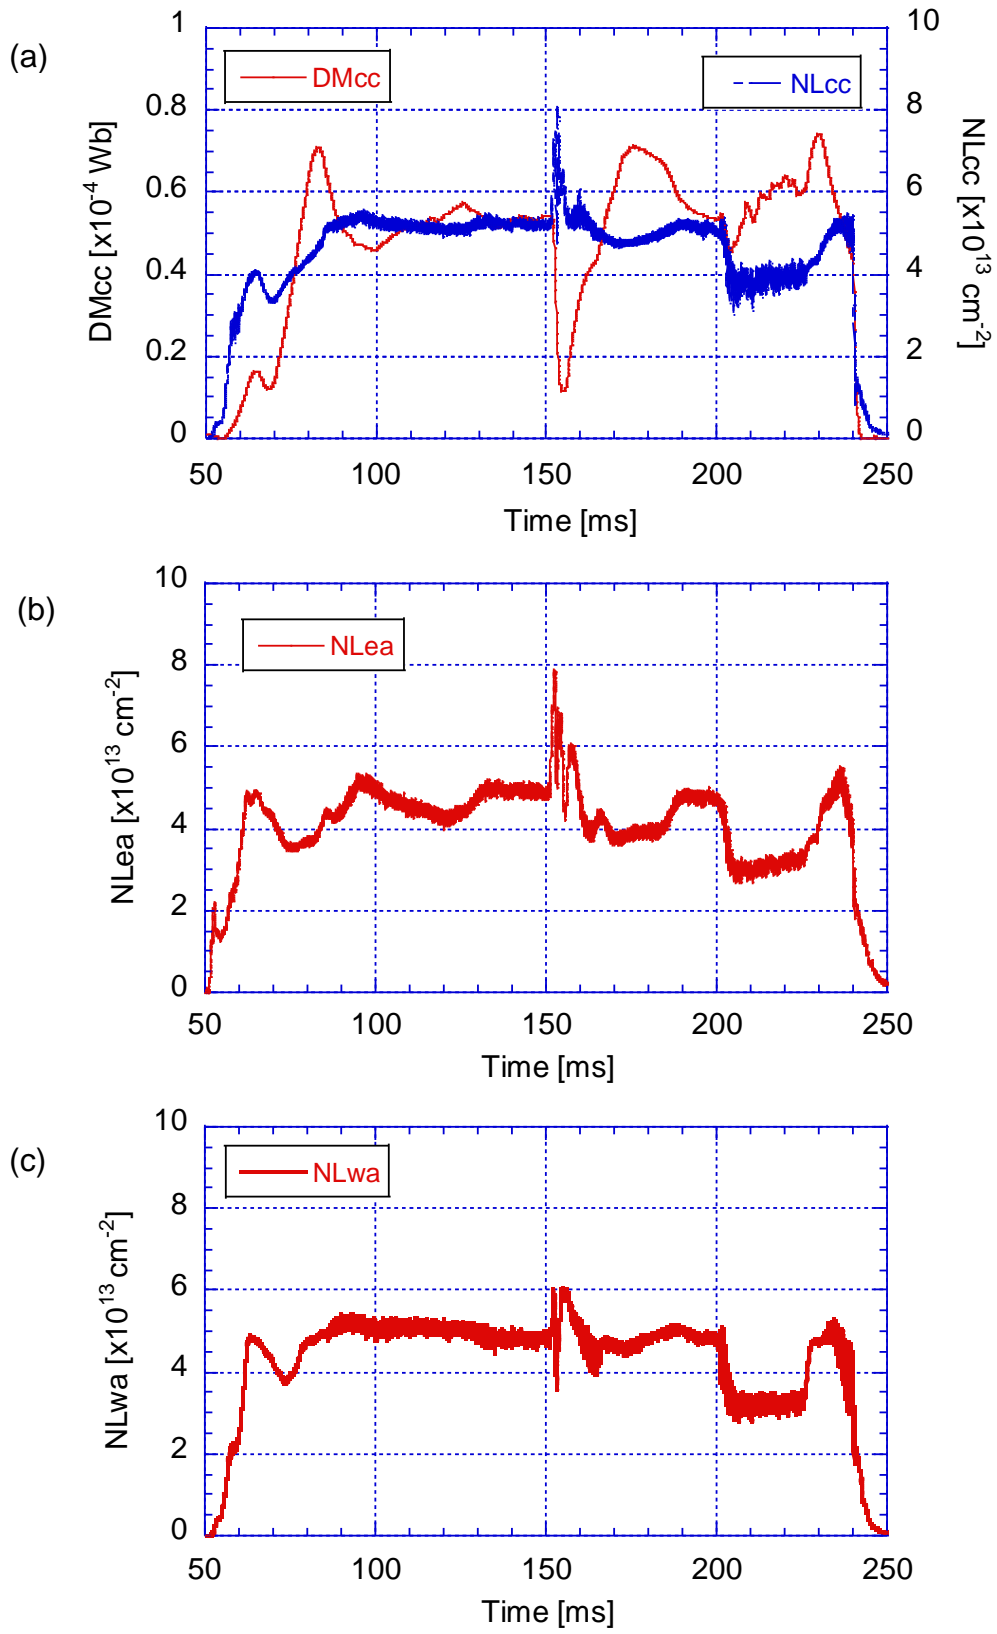 (a)
DMcc
NLcc
DMcc [x10⁻⁴ Wb]
NLcc [x10¹³ cm⁻²]
1
0.8
0.6
0.4
0.2
0
10
8
6
4
2
0
50 100 150 200 250
Time [ms]
(b)
NLea
NLea [x10¹³ cm⁻²]
10
8
6
4
2
0
50 100 150 200 250
Time [ms]
(c)
NLwa
NLwa [x10¹³ cm⁻²]
10
8
6
4
2
0
50 100 150 200 250
Time [ms]